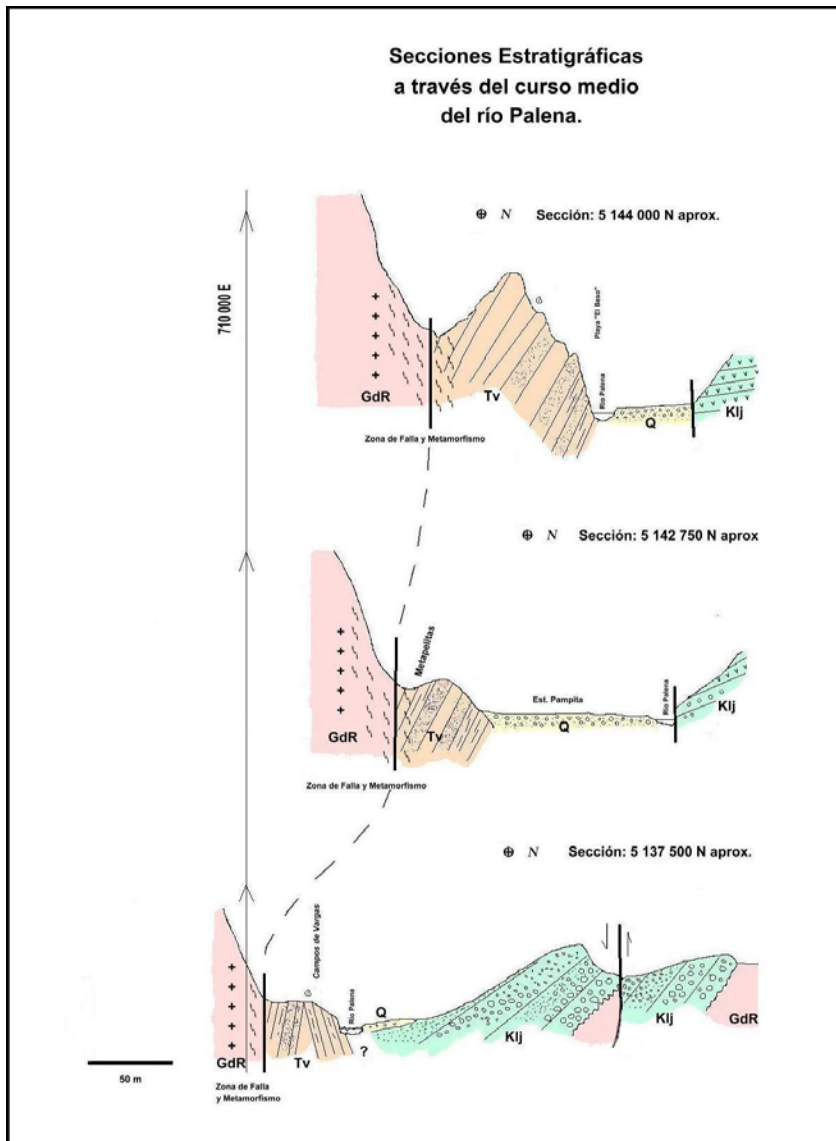 Secciones Estratigráficas
a través del curso medio
del río Palena.
710 000 E
N Sección: 5 144 000 N aprox.
Playa "El Beso"
Río Palena
GdR
Tv
Q
Klj
Zona de Falla y Metamorfismo
N Sección: 5 142 750 N aprox
Metapelitas
Est. Pampita
Río Palena
GdR
Tv
Q
Klj
Zona de Falla y Metamorfismo
N Sección: 5 137 500 N aprox.
Campos de Vargas
Río Palena
Q
?
Klj
Klj
GdR
GdR
Tv
50 m
Zona de Falla
y Metamorfismo